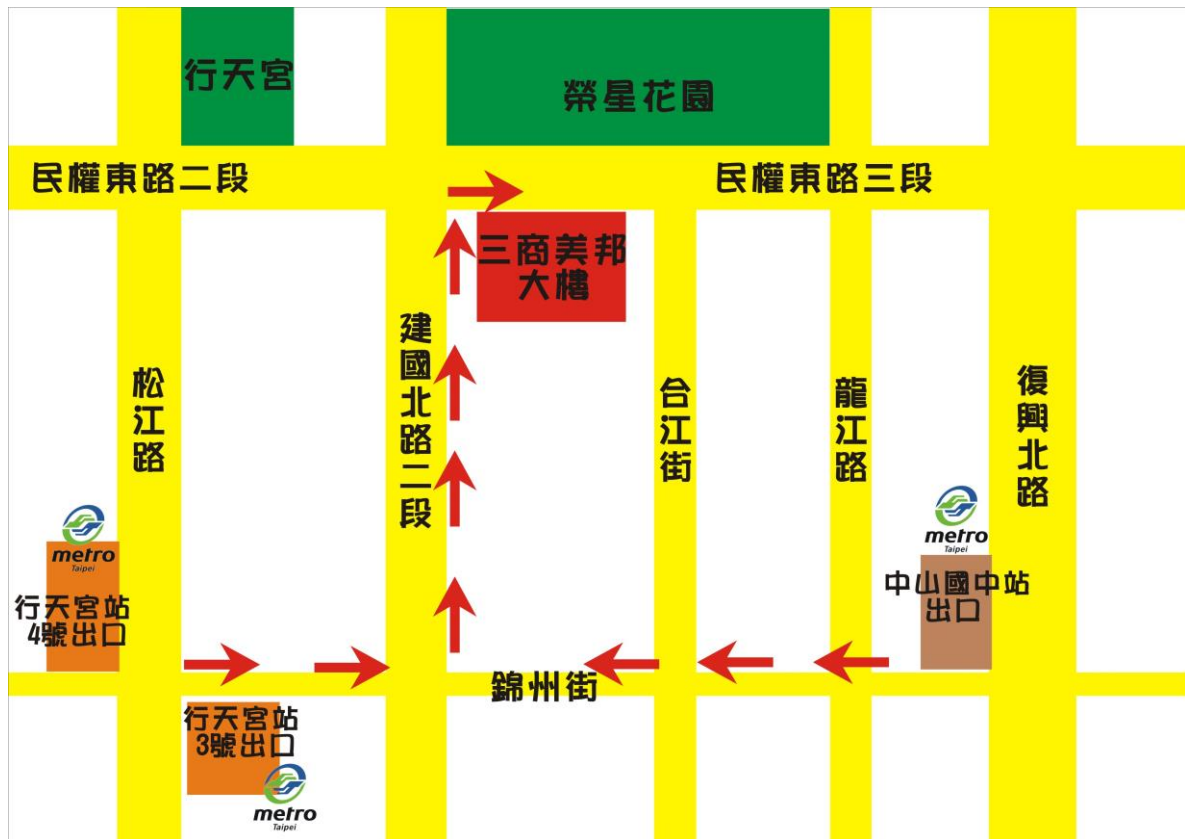 行天宮
榮星花園
民權東路二段
民權東路三段
三商美邦
大樓
建國北路二段
松江路
合江街
龍江路
復興北路
metro
Taipei
行天宮站
4號出口
metro
Taipei
中山國中站
出口
錦州街
行天宮站
3號出口
metro
Taipei